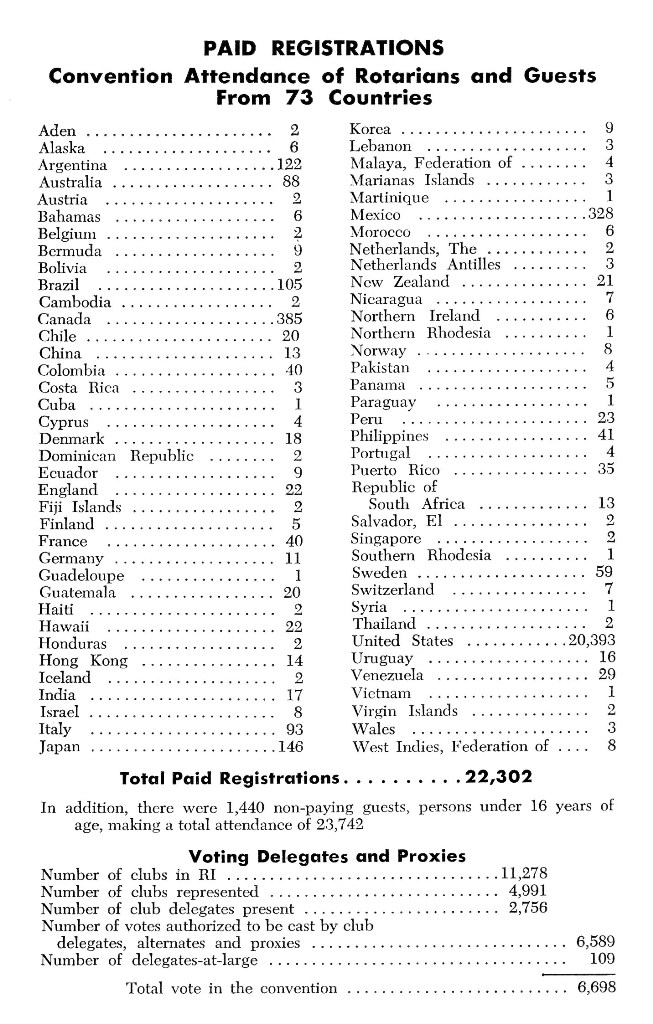 PAID REGISTRATIONS
Convention Attendance of Rotarians and Guests
From 73 Countries
Aden ...................... 2
Alaska .................... 6
Argentina ..................122
Australia ................... 88
Austria .................... 2
Bahamas ................... 6
Belgium .................... 2
Bermuda ................... 9
Bolivia .................... 2
Brazil .....................105
Cambodia .................. 2
Canada ....................385
Chile ...................... 20
China ..................... 13
Colombia ................... 40
Costa Rica ................. 3
Cuba ...................... 1
Cyprus .................... 4
Denmark ................... 18
Dominican Republic ........ 2
Ecuador ................... 9
England ................... 22
Fiji Islands ................. 2
Finland .................... 5
France .................... 40
Germany ................... 11
Guadeloupe ................ 1
Guatemala ................. 20
Haiti ...................... 2
Hawaii .................... 22
Honduras .................. 2
Hong Kong ................ 14
Iceland .................... 2
India ...................... 17
Israel ...................... 8
Italy ...................... 93
Japan ......................146
Korea ...................... 9
Lebanon ................... 3
Malaya, Federation of ........ 4
Marianas Islands ............ 3
Martinique ................. 1
Mexico ....................328
Morocco ................... 6
Netherlands, The ............ 2
Netherlands Antilles ......... 3
New Zealand ............... 21
Nicaragua .................. 7
Northern Ireland ........... 6
Northern Rhodesia .......... 1
Norway .................... 8
Pakistan ................... 4
Panama .................... 5
Paraguay .................. 1
Peru ...................... 23
Philippines ................. 41
Portugal ................... 4
Puerto Rico ................ 35
Republic of
South Africa ............. 13
Salvador, El ................ 2
Singapore .................. 2
Southern Rhodesia .......... 1
Sweden .................... 59
Switzerland ................ 7
Syria ...................... 1
Thailand ................... 2
United States ............20,393
Uruguay ................... 16
Venezuela .................. 29
Vietnam ................... 1
Virgin Islands .............. 2
Wales ..................... 3
West Indies, Federation of .... 8
Total Paid Registrations..........22,302
In addition, there were 1,440 non-paying guests, persons under 16 years of
age, making a total attendance of 23,742
Voting Delegates and Proxies
Number of clubs in RI ................................11,278
Number of clubs represented ........................... 4,991
Number of club delegates present ....................... 2,756
Number of votes authorized to be cast by club
delegates, alternates and proxies .............................. 6,589
Number of delegates-at-large ................................... 109
Total vote in the convention .......................... 6,698